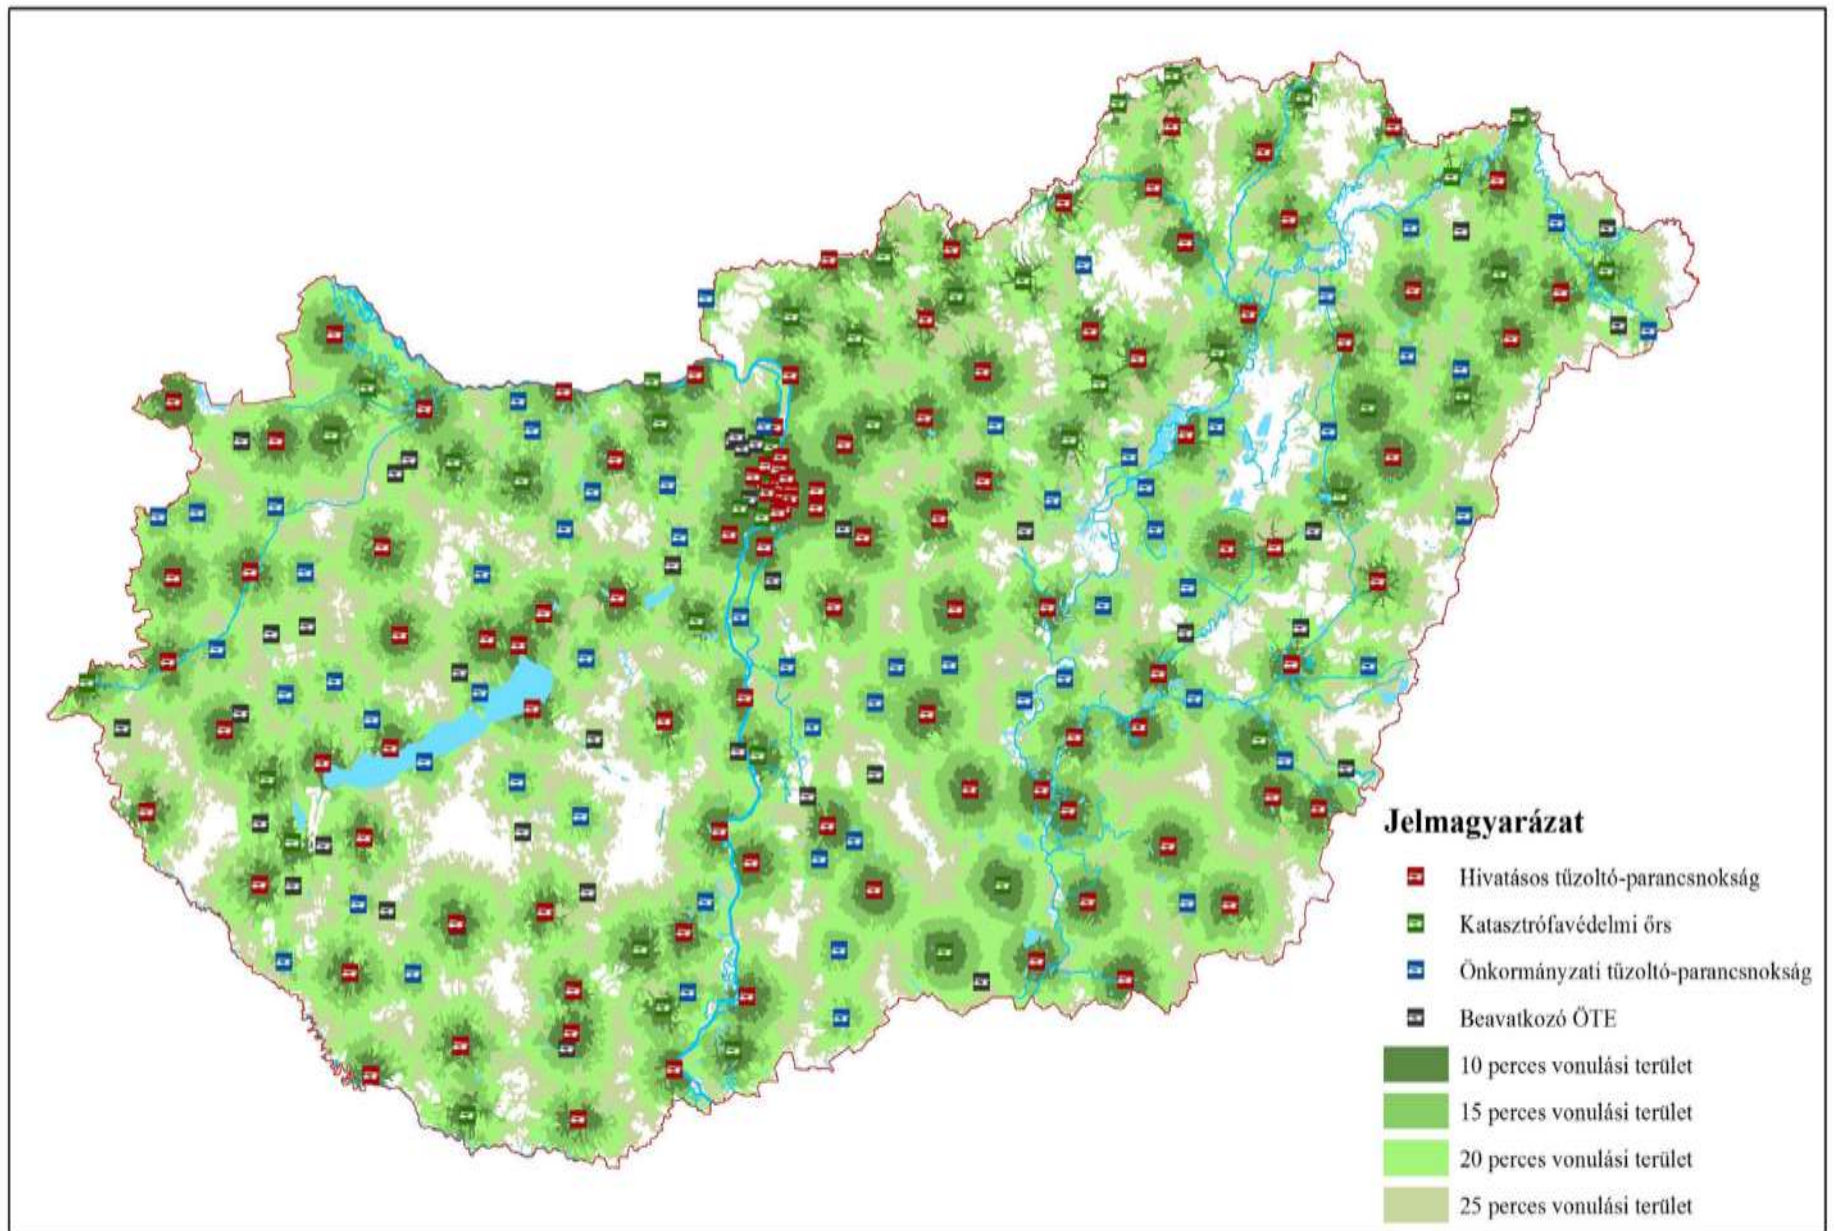 Jelmagyarázat
Hivatásos tűzoltó-parancsnokság
Katasztrófavédelmi őrs
Önkormányzati tűzoltó-parancsnokság
Beavatkozó ÖTE
10 perces vonulási terület
15 perces vonulási terület
20 perces vonulási terület
25 perces vonulási terület